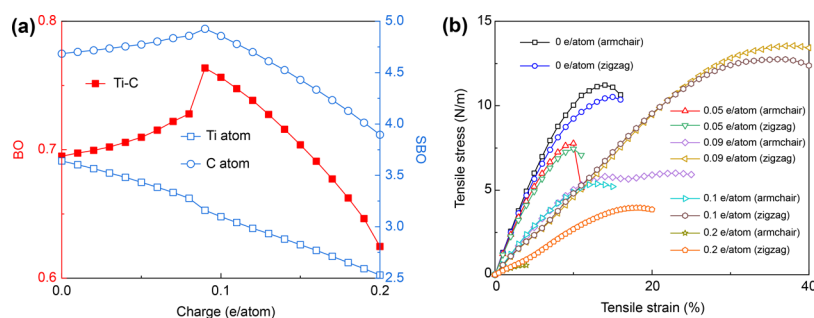 (a)
0.8
0.7
0.6
BO
Ti-C
Ti atom
C atom
5.0
4.5
4.0
3.5
3.0
2.5
SBO
0.0
0.1
0.2
Charge (e/atom)
(b)
15
10
5
0
Tensile stress (N/m)
0 e/atom (armchair)
0 e/atom (zigzag)
0.05 e/atom (armchair)
0.05 e/atom (zigzag)
0.09 e/atom (armchair)
0.09 e/atom (zigzag)
0.1 e/atom (armchair)
0.1 e/atom (zigzag)
0.2 e/atom (armchair)
0.2 e/atom (zigzag)
0
10
20
30
40
Tensile strain (%)